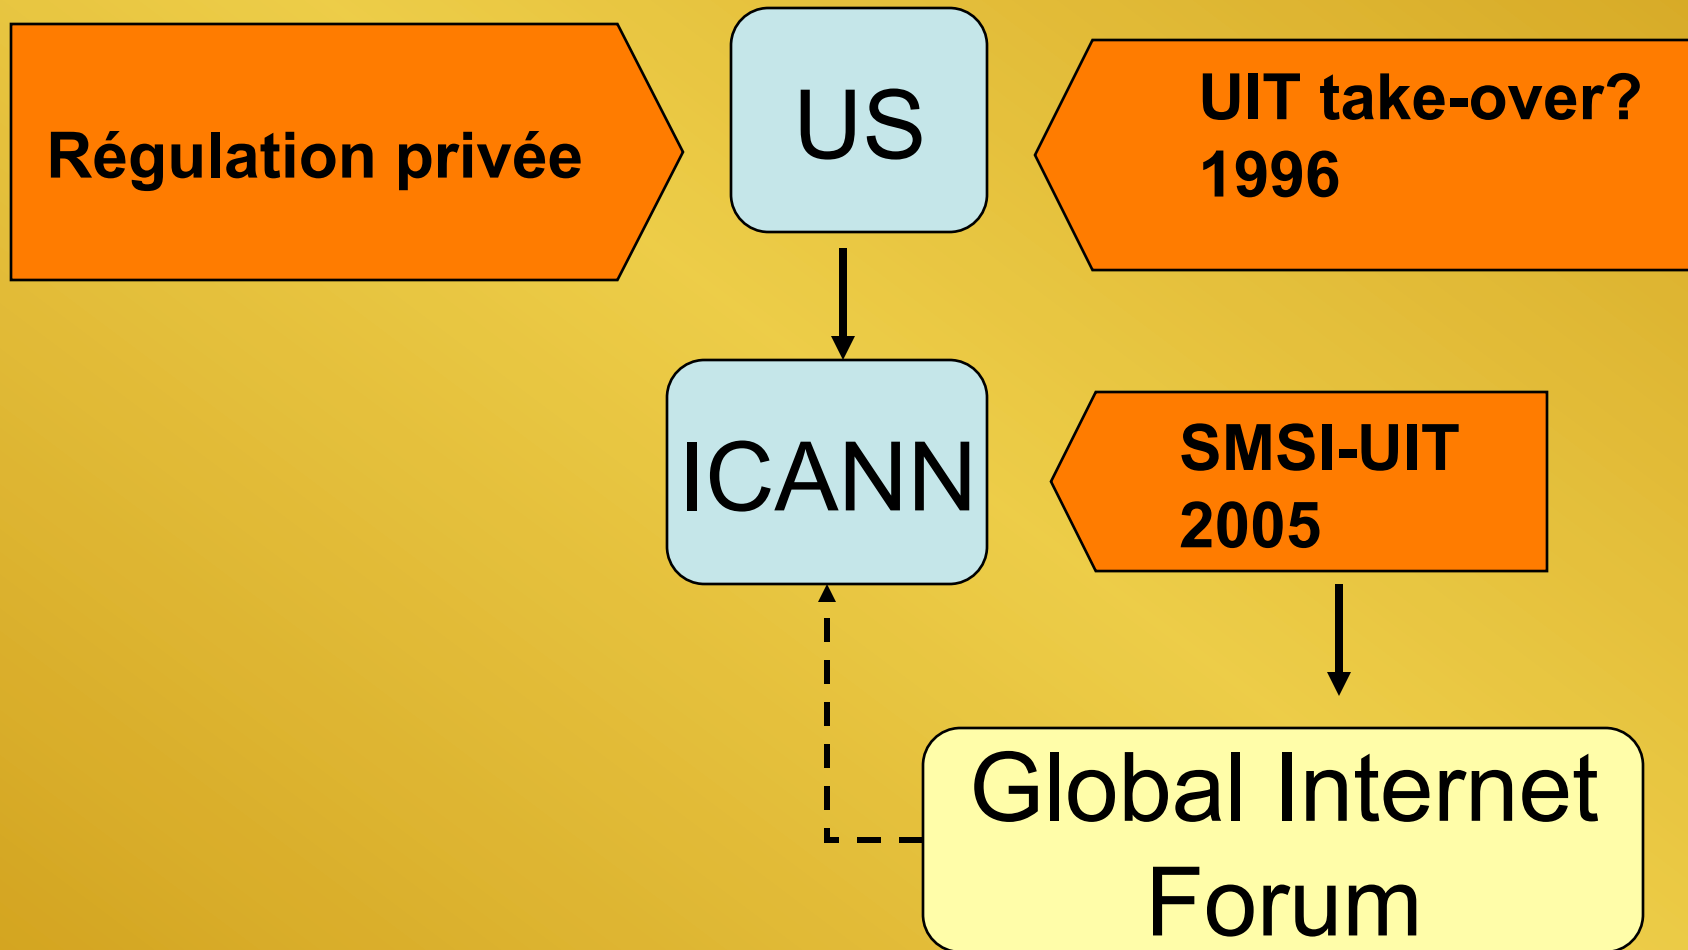 Régulation privée
US
UIT take-over?
1996
ICANN
SMSI-UIT
2005
Global Internet
Forum